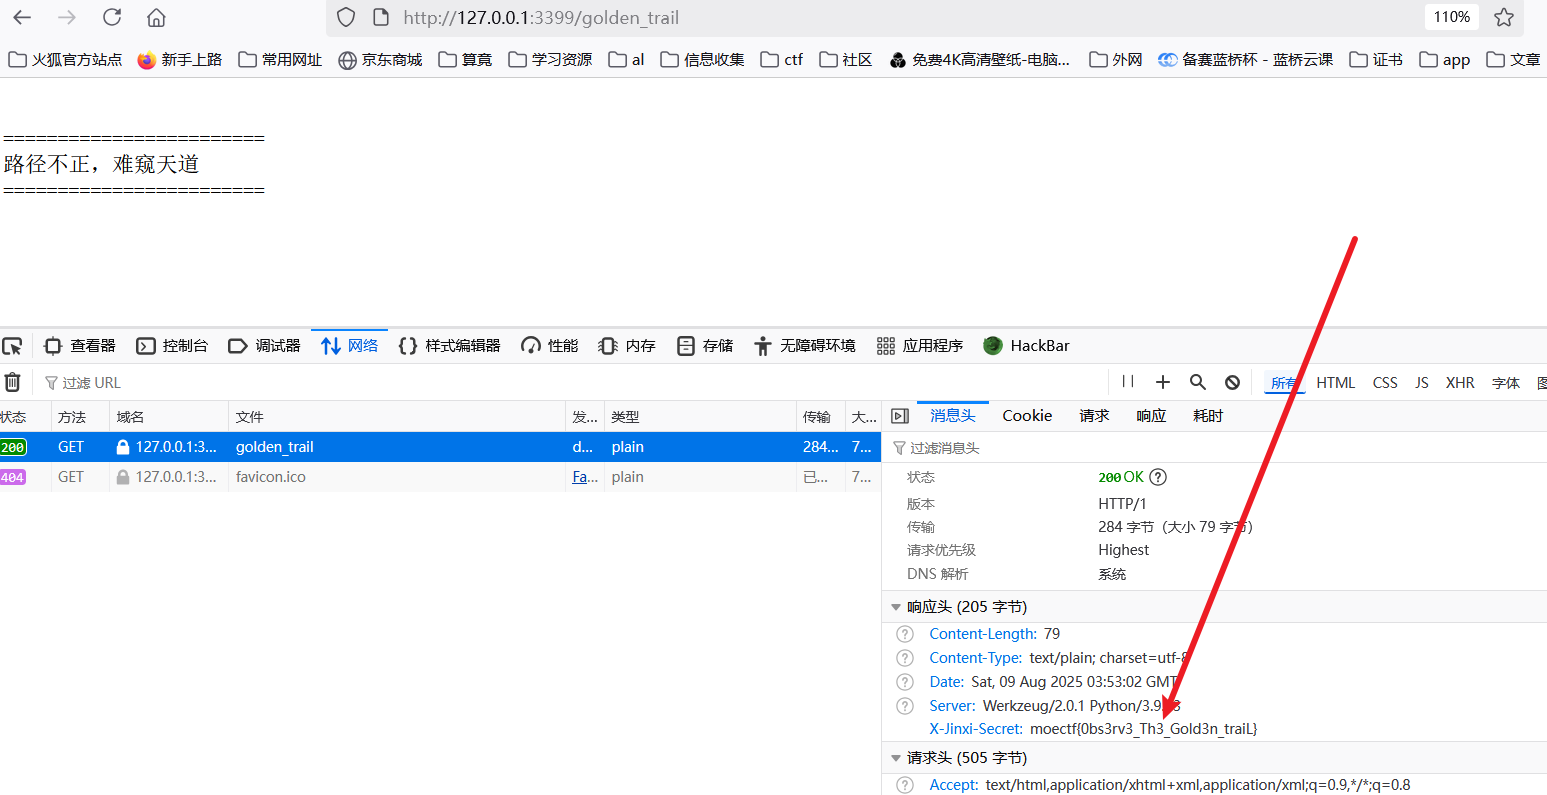 http://127.0.0.1:3399/golden_trail 110%
火狐官方站点 新手上路 常用网址 京东商城 算竟 学习资源 al 信息收集 ctf 社区 免费4K高清壁纸-电脑... 外网 备赛蓝桥杯 - 蓝桥云课 证书 app 文章
========================
路径不正，难窥天道
========================
查看器 控制台 调试器 网络 样式编辑器 性能 内存 存储 无障碍环境 应用程序 HackBar
过滤 URL 所有 HTML CSS JS XHR 字体
状态 方法 域名 文件 发... 类型 传输 大...
消息头 Cookie 请求 响应 耗时
200 GET 127.0.0.1:3... golden_trail d... plain 284... 7...
404 GET 127.0.0.1:3... favicon.ico Fa... plain 已... 7...
过滤消息头
状态 200 OK
版本 HTTP/1
传输 284 字节（大小 79 字节）
请求优先级 Highest
DNS 解析 系统
响应头 (205 字节)
Content-Length: 79
Content-Type: text/plain; charset=utf-8
Date: Sat, 09 Aug 2025 03:53:02 GMT
Server: Werkzeug/2.0.1
X-Jinxi-Secret: moectf{0bs3rv3_Th3_Gold3n_traiL}
请求头 (505 字节)
Accept: text/html,application/xhtml+xml,application/xml;q=0.9,*/*;q=0.8